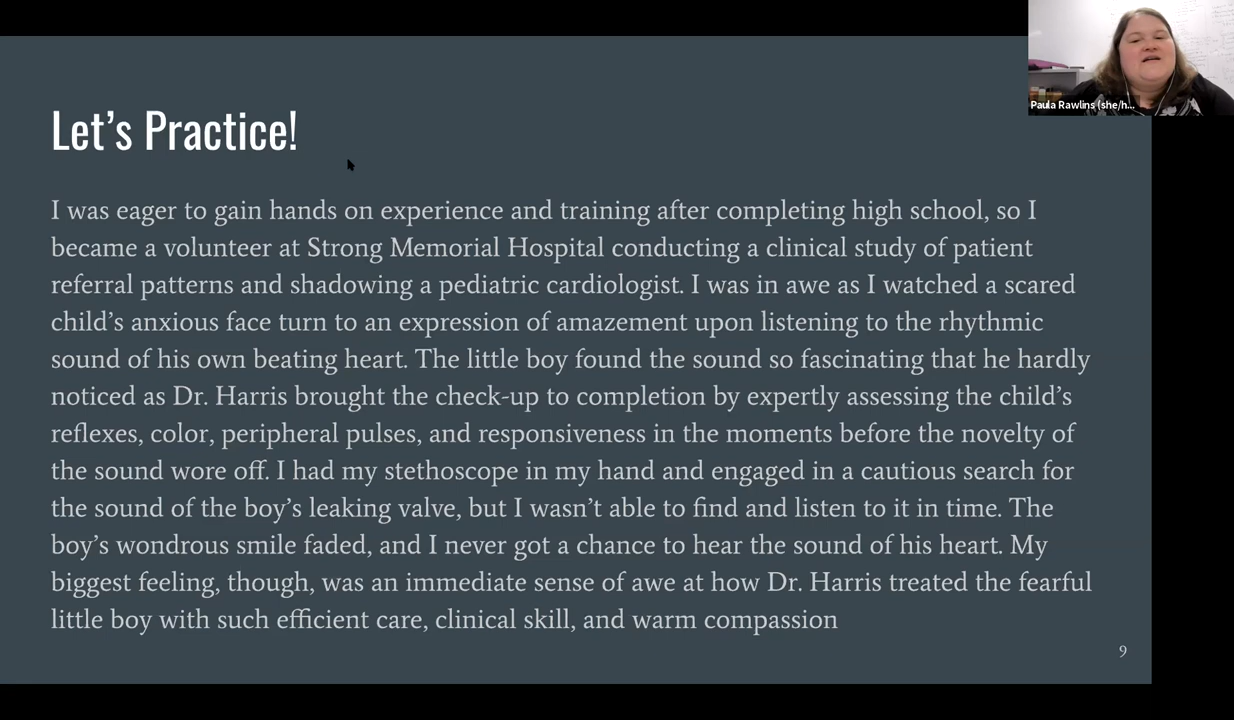 Let's Practice!
Paula Rawlins (she/h...
I was eager to gain hands on experience and training after completing high school, so I
became a volunteer at Strong Memorial Hospital conducting a clinical study of patient
referral patterns and shadowing a pediatric cardiologist. I was in awe as I watched a scared
child's anxious face turn to an expression of amazement upon listening to the rhythmic
sound of his own beating heart. The little boy found the sound so fascinating that he hardly
noticed as Dr. Harris brought the check-up to completion by expertly assessing the child's
reflexes, color, peripheral pulses, and responsiveness in the moments before the novelty of
the sound wore off. I had my stethoscope in my hand and engaged in a cautious search for
the sound of the boy's leaking valve, but I wasn't able to find and listen to it in time. The
boy's wondrous smile faded, and I never got a chance to hear the sound of his heart. My
biggest feeling, though, was an immediate sense of awe at how Dr. Harris treated the fearful
little boy with such efficient care, clinical skill, and warm compassion
9